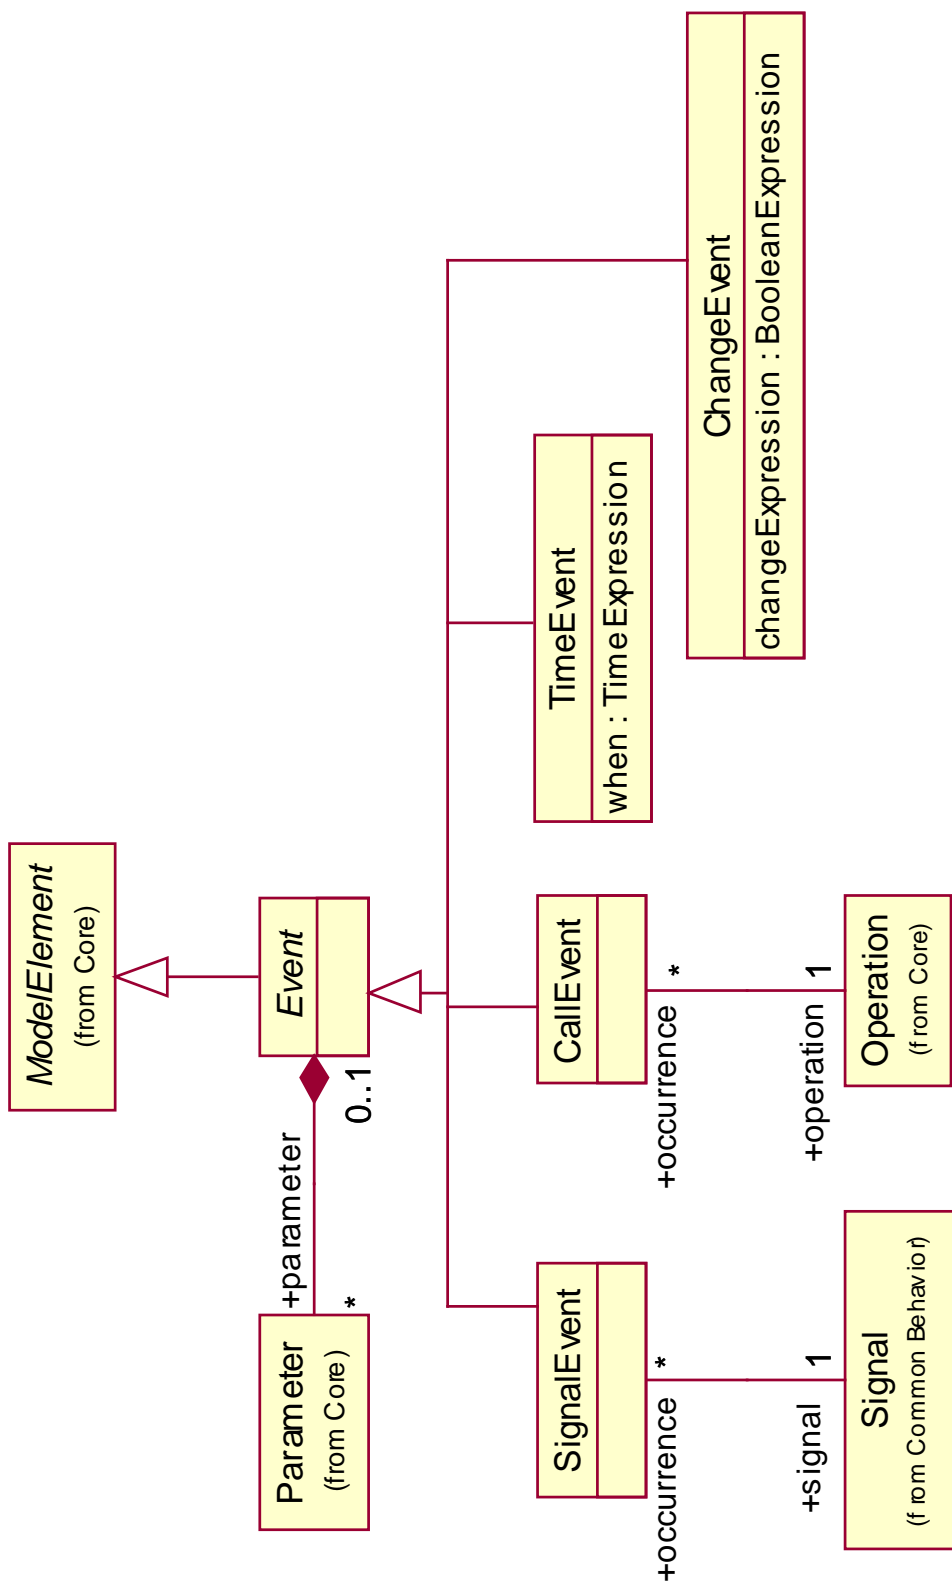 ModelElement
(from Core)
Parameter
(from Core)
+parameter
*
0..1
Event
SignalEvent
CallEvent
TimeEvent
when : TimeExpression
ChangeEvent
changeExpression : BooleanExpression
+occurrence
*
+signal
1
Signal
(from Common Behavior)
+occurrence
*
+operation
1
Operation
(from Core)